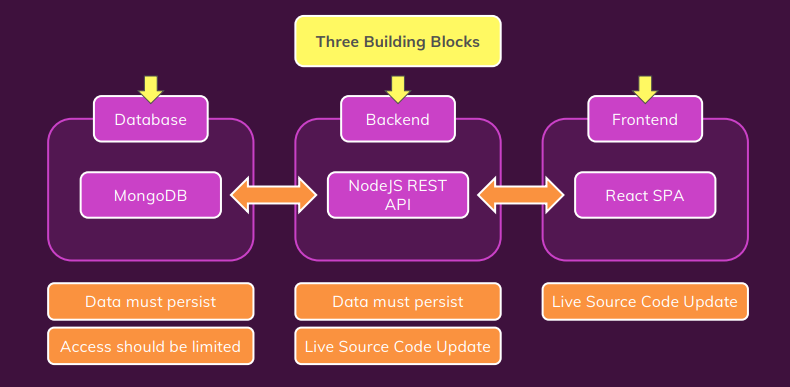 Three Building Blocks
Database
Backend
Frontend
MongoDB
NodeJS REST
API
React SPA
Data must persist
Data must persist
Live Source Code Update
Access should be limited
Live Source Code Update